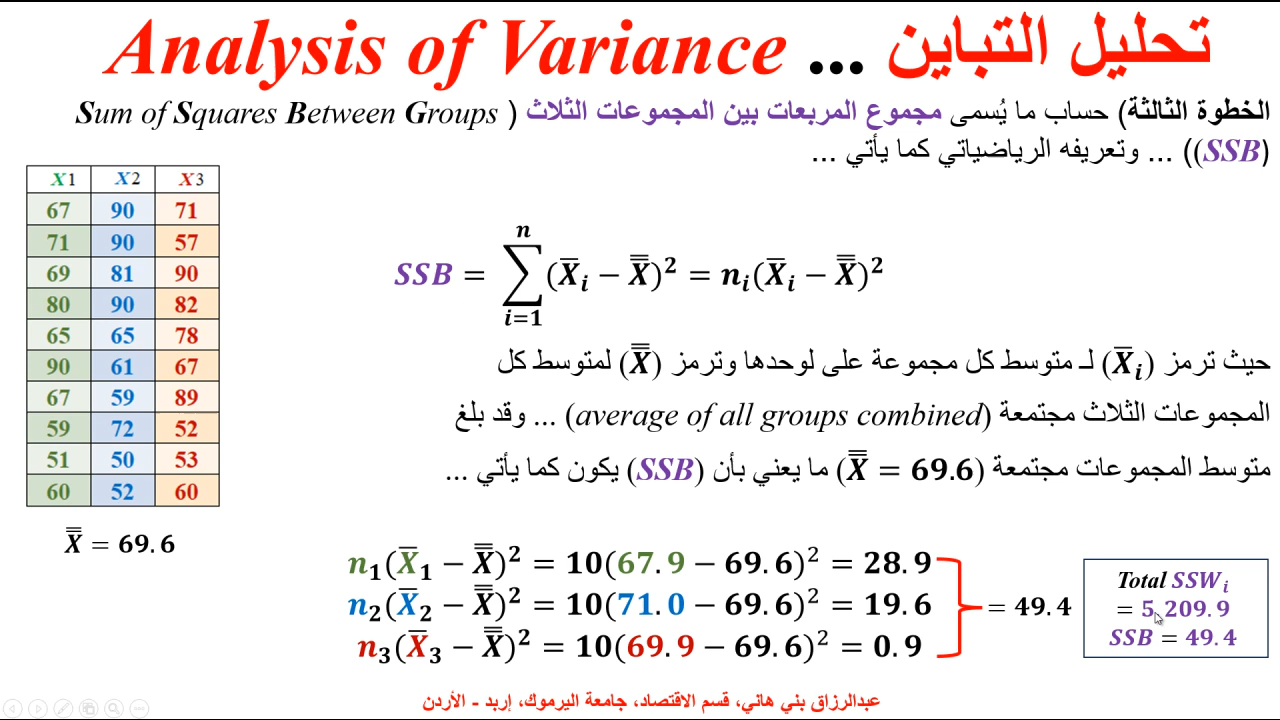 Analysis of Variance ... تحليل التباين
الخطوة الثالثة) حساب ما يُسمى مجموع المربعات بين المجموعات الثلاث ( Sum of Squares Between Groups
(SSB)) ... وتعريفه الرياضياتي كما يأتي ...
X1 X2 X3
67 90 71
71 90 57
69 81 90
80 90 82
65 65 78
90 61 67
67 59 89
59 72 52
51 50 53
60 52 60
X̿ = 69.6
SSB = ∑ᵢ₌₁ⁿ (X̄ᵢ − X̿)² = nᵢ(X̄ᵢ − X̿)²
حيث ترمز (X̄ᵢ) لـ متوسط كل مجموعة على لوحدها وترمز (X̿) لمتوسط كل
المجموعات الثلاث مجتمعة (average of all groups combined) ... وقد بلغ
متوسط المجموعات مجتمعة (X̿ = 69.6) ما يعني بأن (SSB) يكون كما يأتي ...
n₁(X̄₁ − X̿)² = 10(67.9 − 69.6)² = 28.9
n₂(X̄₂ − X̿)² = 10(71.0 − 69.6)² = 19.6
n₃(X̄₃ − X̿)² = 10(69.9 − 69.6)² = 0.9
= 49.4
Total SSWᵢ
= 5,209.9
SSB = 49.4
عبدالرزاق بني هاني، قسم الاقتصاد، جامعة اليرموك، إربد - الأردن